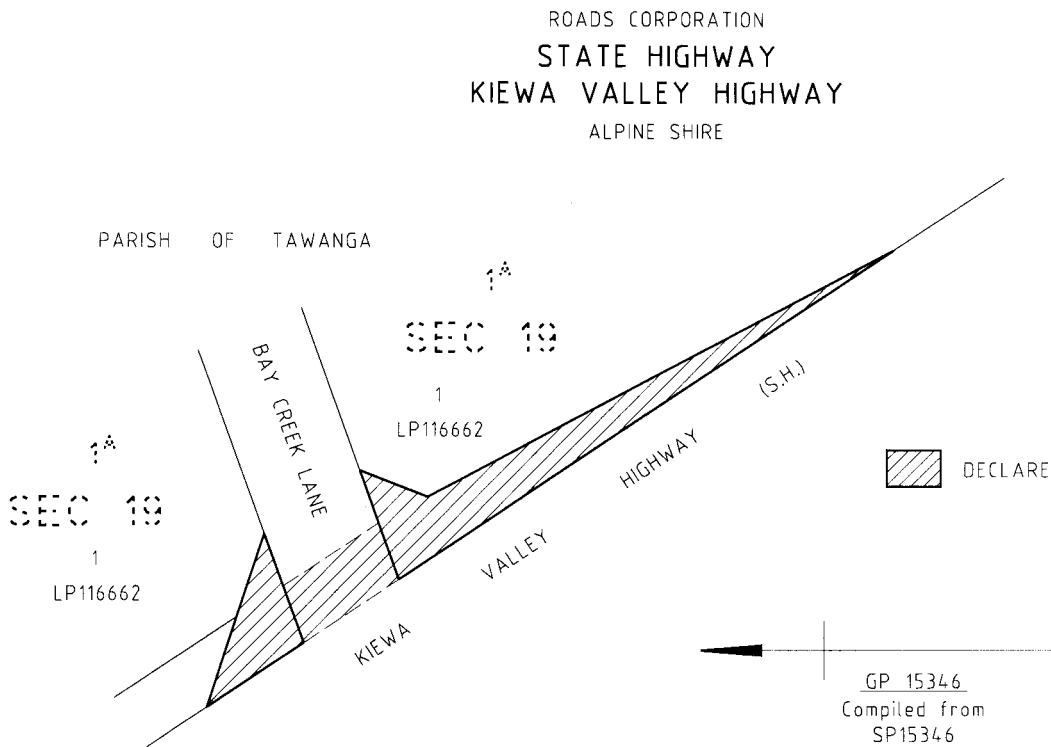 ROADS CORPORATION
STATE HIGHWAY
KIEWA VALLEY HIGHWAY
ALPINE SHIRE
PARISH OF TAWANGA
1A
SEC 19
1
LP116662
BAY CREEK LANE
1A
SEC 19
1
LP116662
KIEWA VALLEY HIGHWAY (S.H.)
DECLARE
GP 15346
Compiled from
SP15346